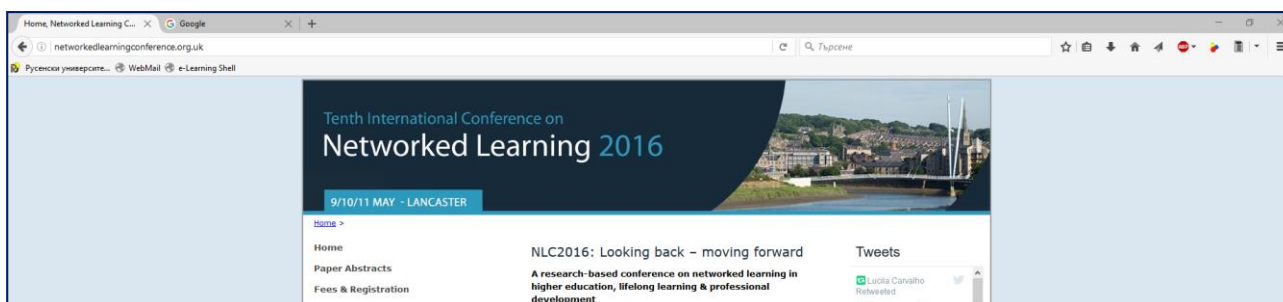 Home, Networked Learning C...
Google
networkedlearningconference.org.uk
Търсене
Русенски университе...
WebMail
e-Learning Shell
Tenth International Conference on
Networked Learning 2016
9/10/11 MAY - LANCASTER
Home >
Home
Paper Abstracts
Fees & Registration
NLC2016: Looking back – moving forward
A research-based conference on networked learning in
higher education, lifelong learning & professional
development
Tweets
Lucila Carvalho
Retweeted